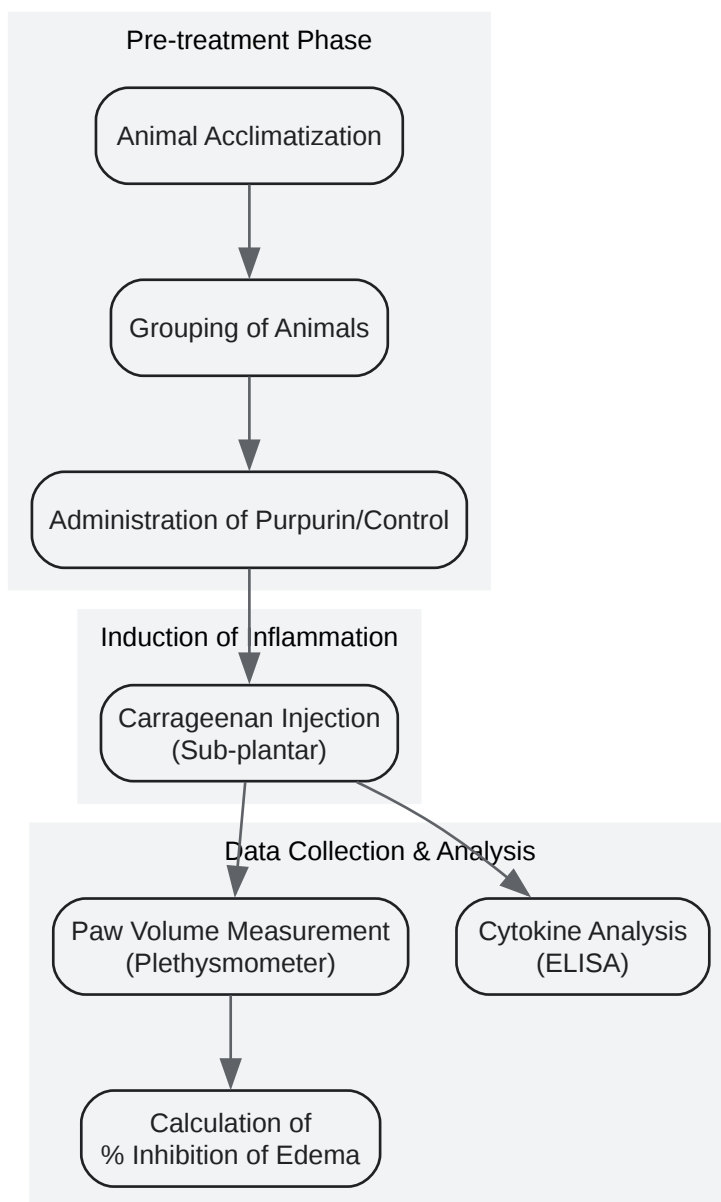 Pre-treatment Phase
Animal Acclimatization
Grouping of Animals
Administration of Purpurin/Control
Induction of Inflammation
Carrageenan Injection
(Sub-plantar)
Data Collection & Analysis
Paw Volume Measurement
(Plethysmometer)
Cytokine Analysis
(ELISA)
Calculation of
% Inhibition of Edema